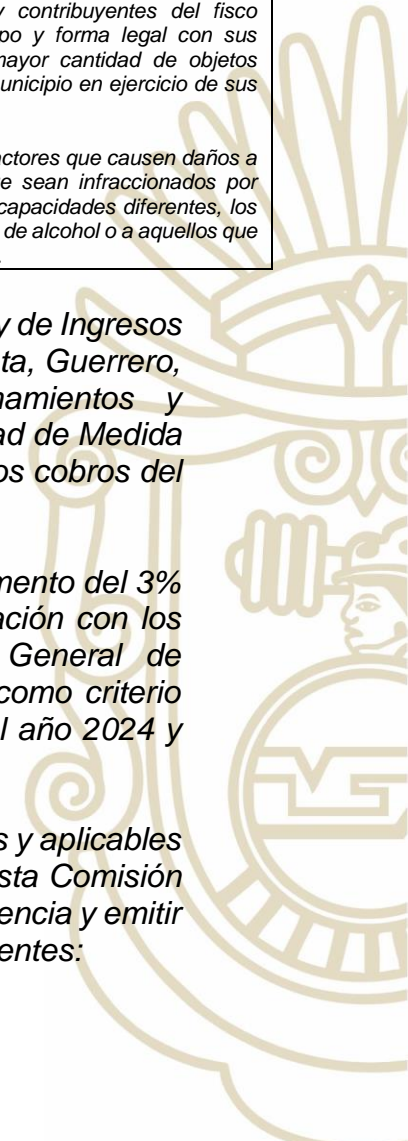 y contribuyentes del fisco
po y forma legal con sus
mayor cantidad de objetos
unicipio en ejercicio de sus
actores que causen daños a
e sean infraccionados por
capacidades diferentes, los
de alcohol o a aquellos que
y de Ingresos
ta, Guerrero,
namientos y
ad de Medida
os cobros del
mento del 3%
ación con los
General de
como criterio
l año 2024 y
s y aplicables
sta Comisión
encia y emitir
entes: